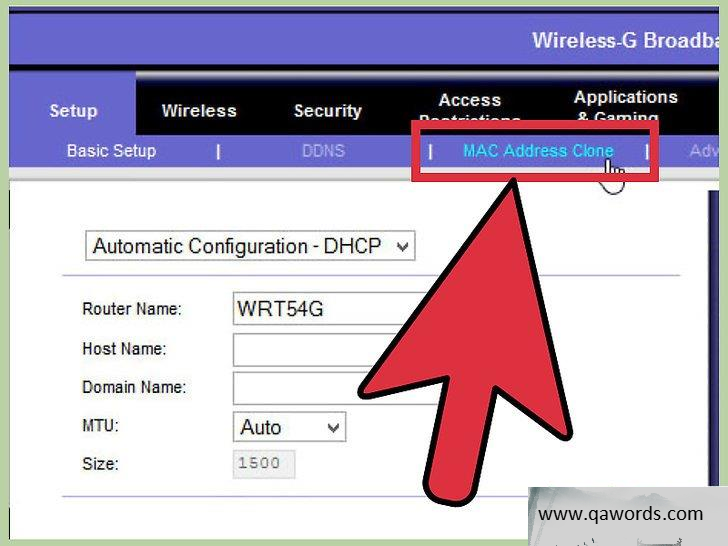 Wireless-G Broadba
Setup Wireless Security Access Restrictions Applications & Gaming
Basic Setup | DDNS | MAC Address Clone | Adv
Automatic Configuration - DHCP
Router Name: WRT54G
Host Name:
Domain Name:
MTU: Auto
Size: 1500
www.qawords.com